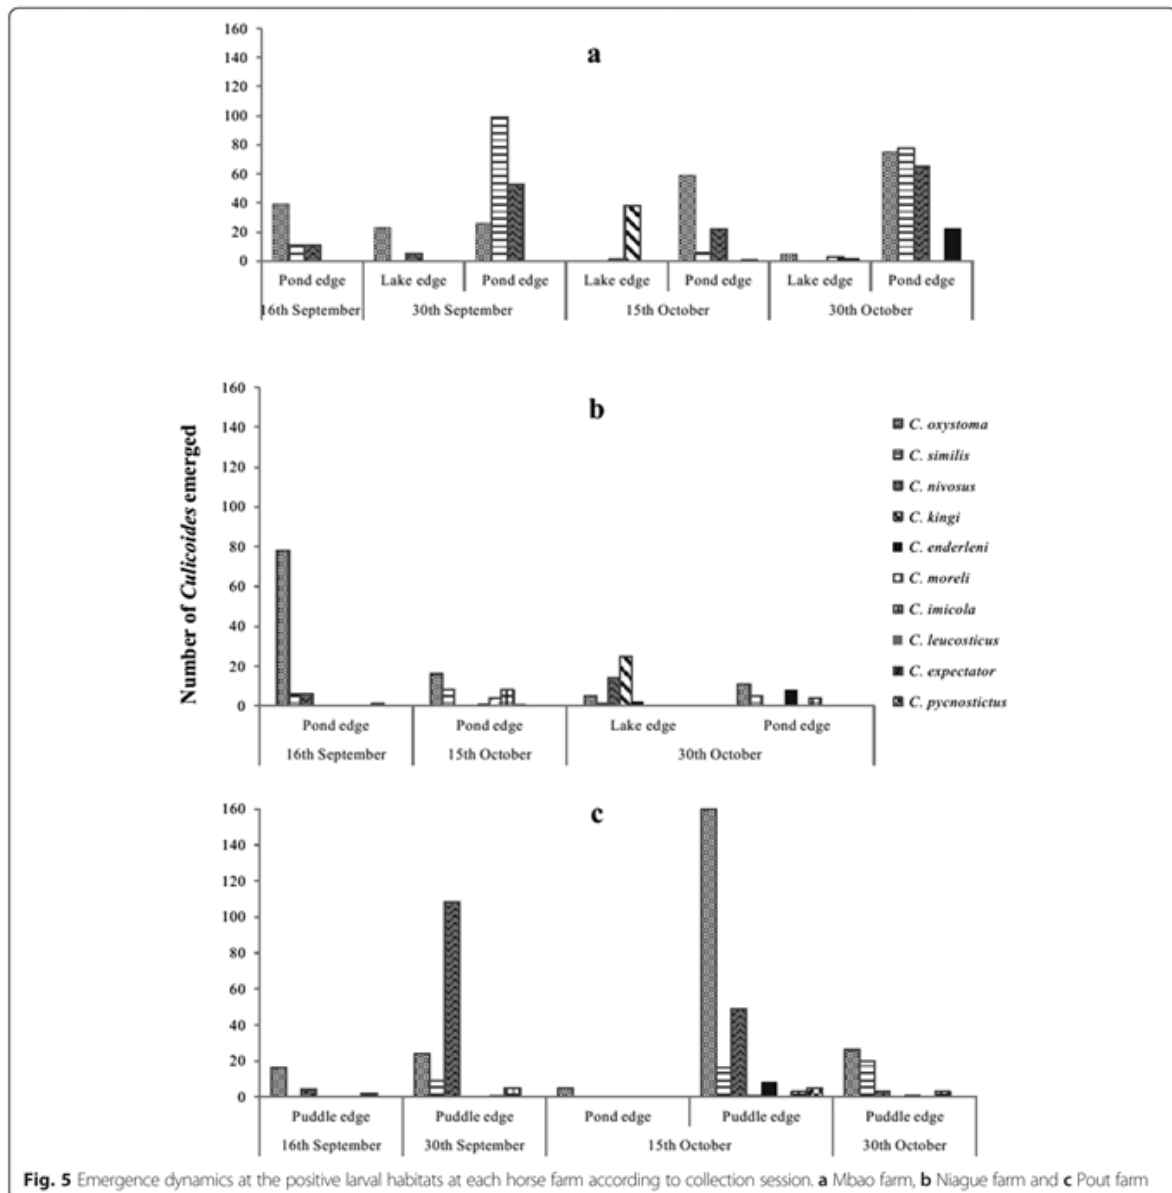 160
a
140
120
100
80
60
40
20
0
Pond edge Lake edge Pond edge Lake edge Pond edge Lake edge Pond edge
16th September 30th September 15th October 30th October
Number of Culicoides emerged
160
b
140
120
100
80
60
40
20
0
Pond edge Pond edge Lake edge Pond edge
16th September 15th October 30th October
C. oxystoma
C. similis
C. nivosus
C. kingi
C. enderleni
C. moreli
C. imicola
C. leucosticus
C. expectator
C. pycnostictus
160
c
140
120
100
80
60
40
20
0
Puddle edge Puddle edge Pond edge Puddle edge Puddle edge
16th September 30th September 15th October 30th October
Fig. 5 Emergence dynamics at the positive larval habitats at each horse farm according to collection session. a Mbao farm, b Niague farm and c Pout farm